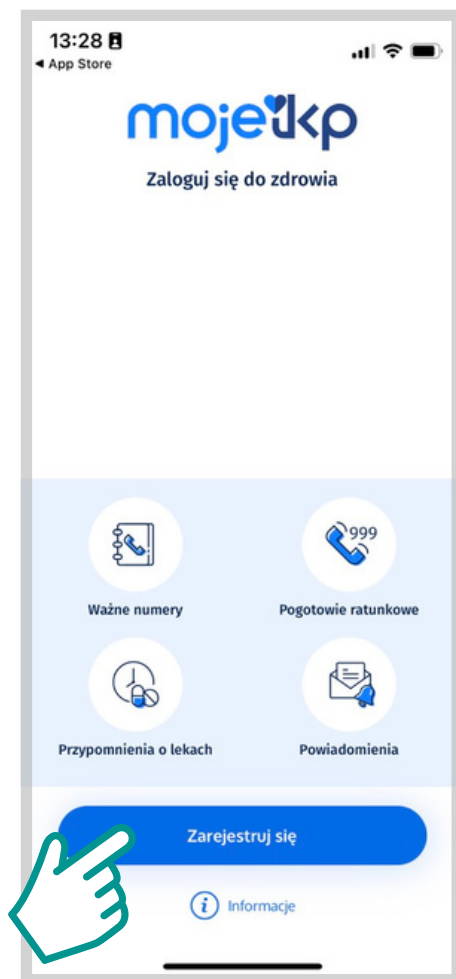 13:28
App Store
mojeikp
Zaloguj się do zdrowia
999
Ważne numery
Pogotowie ratunkowe
Przypomnienia o lekach
Powiadomienia
Zarejestruj się
i Informacje